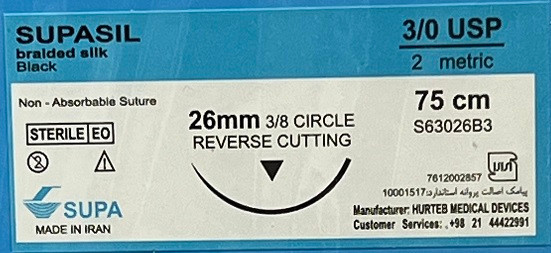 SUPASIL
braided silk
Black
3/0 USP
2 metric
Non - Absorbable Suture
STERILE EO
26mm 3/8 CIRCLE
REVERSE CUTTING
75 cm
S63026B3
2
SUPA
MADE IN IRAN
7612002857
پیامک اصالت پروانه استاندارد: 10001517
Manufacturer: HURTEB MEDICAL DEVICES
Customer Services: +98 21 44422991